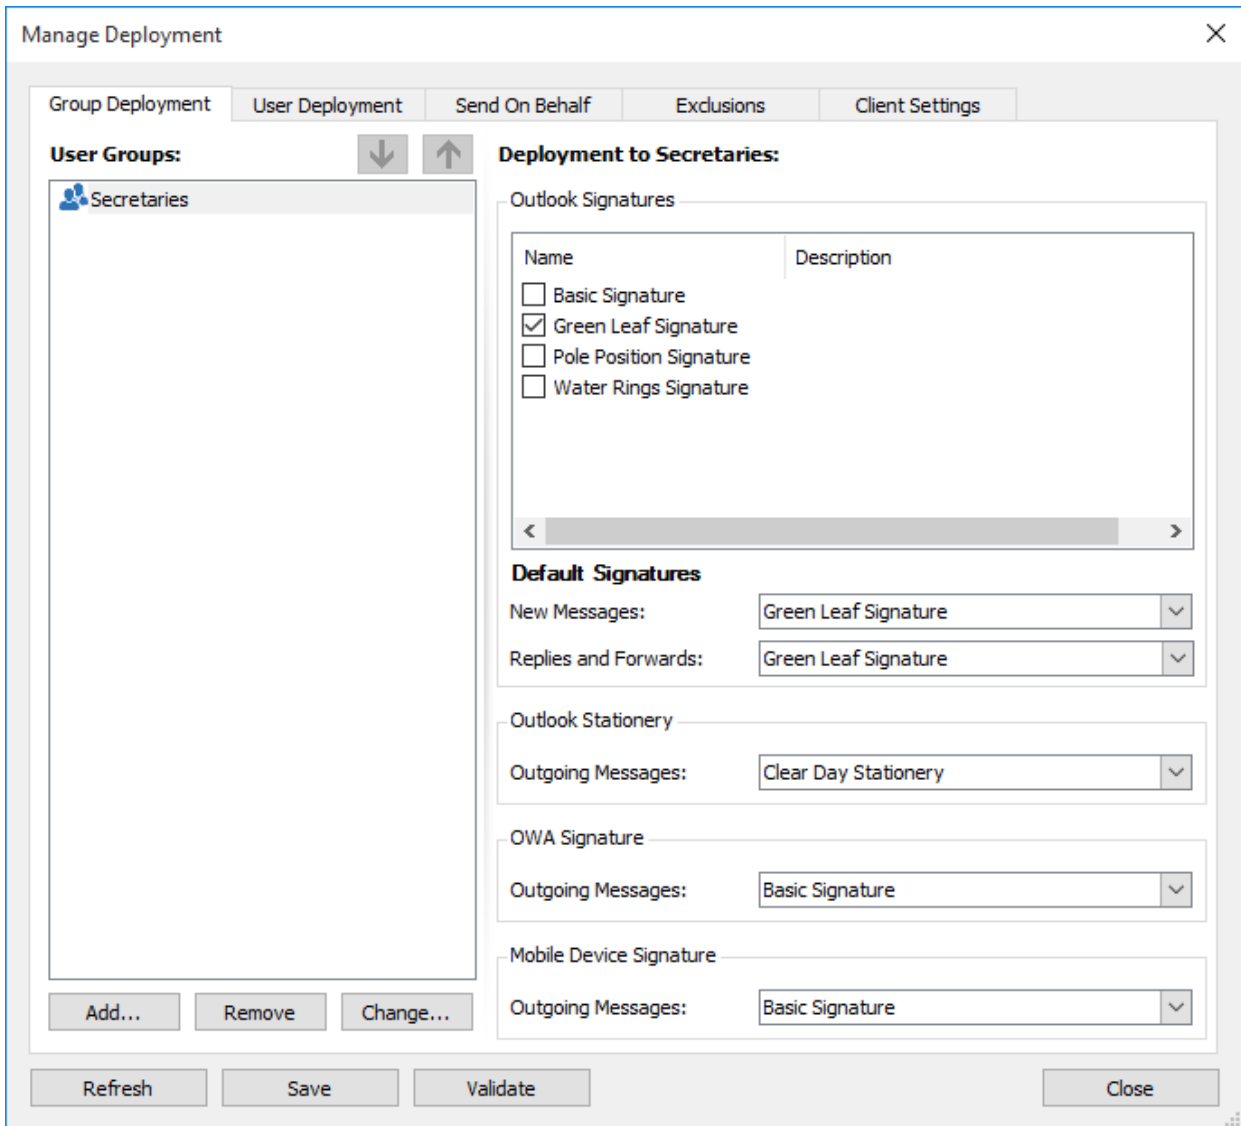 Manage Deployment
Group Deployment User Deployment Send On Behalf Exclusions Client Settings
User Groups:
Secretaries
Add... Remove Change...
Deployment to Secretaries:
Outlook Signatures
Name Description
Basic Signature
Green Leaf Signature
Pole Position Signature
Water Rings Signature
Default Signatures
New Messages: Green Leaf Signature
Replies and Forwards: Green Leaf Signature
Outlook Stationery
Outgoing Messages: Clear Day Stationery
OWA Signature
Outgoing Messages: Basic Signature
Mobile Device Signature
Outgoing Messages: Basic Signature
Refresh Save Validate Close